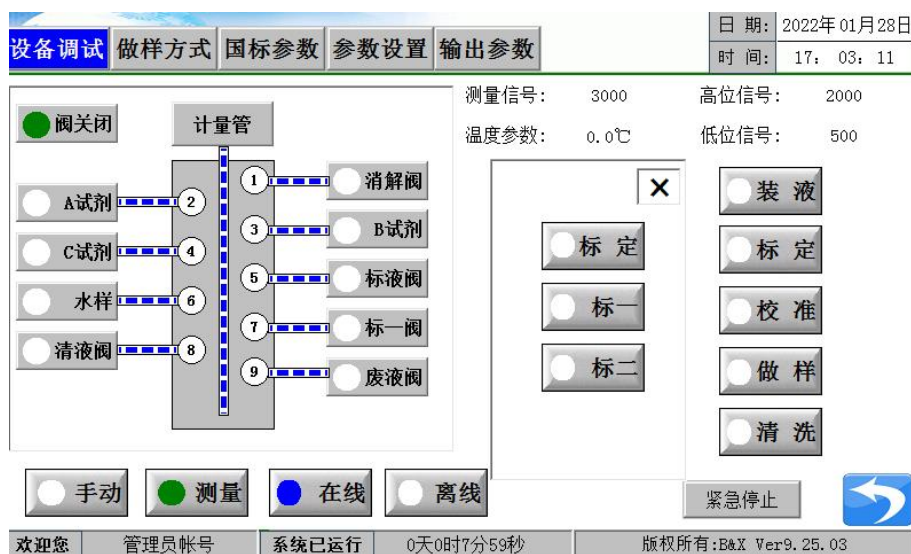 日 期: 2022年01月28日
设备调试 做样方式 国标参数 参数设置 输出参数
时 间: 17: 03: 11
测量信号: 3000 高位信号: 2000
阀关闭 计量管
温度参数: 0.0℃ 低位信号: 500
1 消解阀
A试剂 2
3 B试剂
C试剂 4
5 标液阀
水样 6
7 标一阀
清液阀 8
9 废液阀
×
标 定
标一
标二
装 液
标 定
校 准
做 样
清 洗
手动 测量 在线 离线
紧急停止
欢迎您 管理员帐号 系统已运行 0天0时7分59秒 版权所有:B&X Ver9.25.03